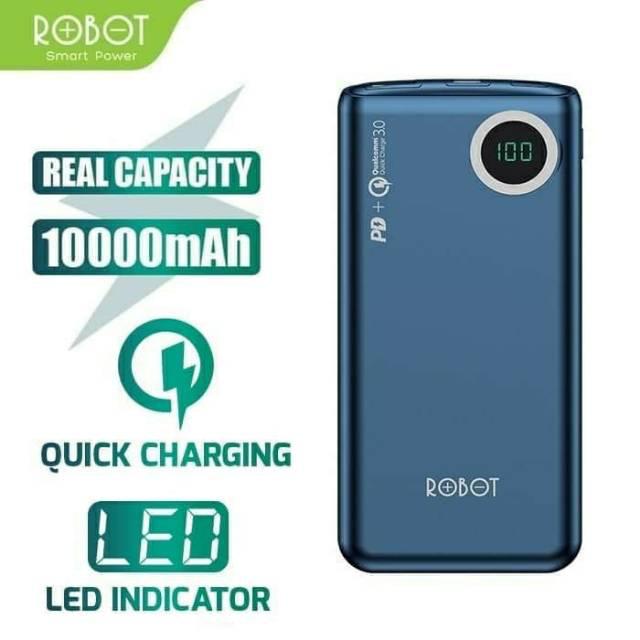 ROBOT
Smart Power
REAL CAPACITY
10000mAh
QUICK CHARGING
LED
LED INDICATOR
100
PD + Qualcomm 3.0
Quick Charge
ROBOT